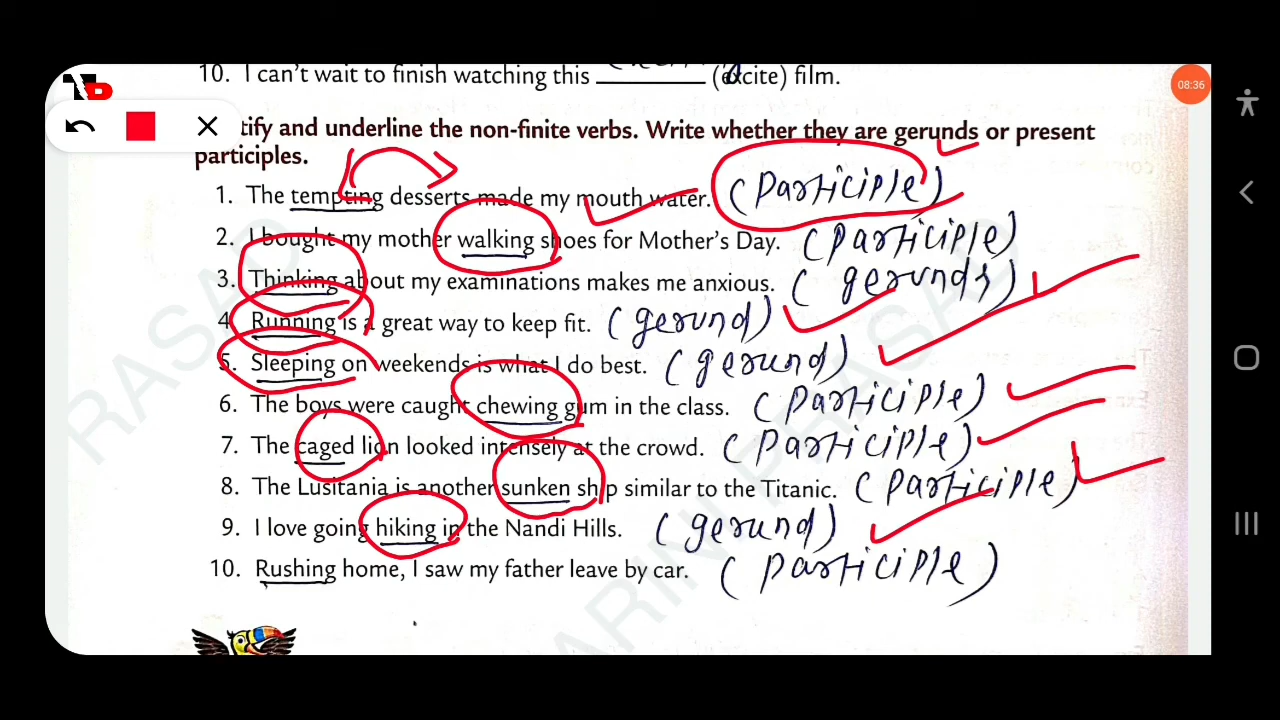 10. I can't wait to finish watching this __________ (excite) film.
08:36
tify and underline the non-finite verbs. Write whether they are gerunds or present
participles.
1. The tempting desserts made my mouth water. (Participle)
2. I bought my mother walking shoes for Mother's Day. (Participle)
3. Thinking about my examinations makes me anxious. (gerunds)
4. Running is a great way to keep fit. (gerund)
5. Sleeping on weekends is what I do best. (gerund)
6. The boys were caught chewing gum in the class. (Participle)
7. The caged lion looked intensely at the crowd. (Participle)
8. The Lusitania is another sunken ship similar to the Titanic. (Participle)
9. I love going hiking in the Nandi Hills. (gerund)
10. Rushing home, I saw my father leave by car. (Participle)